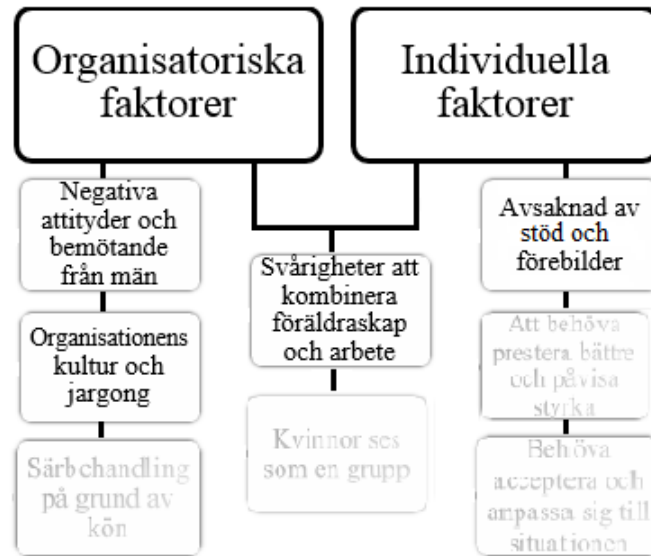 Organisatoriska
faktorer
Individuella
faktorer
Negativa
attityder och
bemötande
från män
Organisationens
kultur och
jargong
Särbehandling
på grund av
kön
Svårigheter att
kombinera
föräldraskap
och arbete
Kvinnor ses
som en grupp
Avsaknad av
stöd och
förebilder
Att behöva
prestera bättre
och påvisa
styrka
Behöva
acceptera och
anpassa sig till
situationen